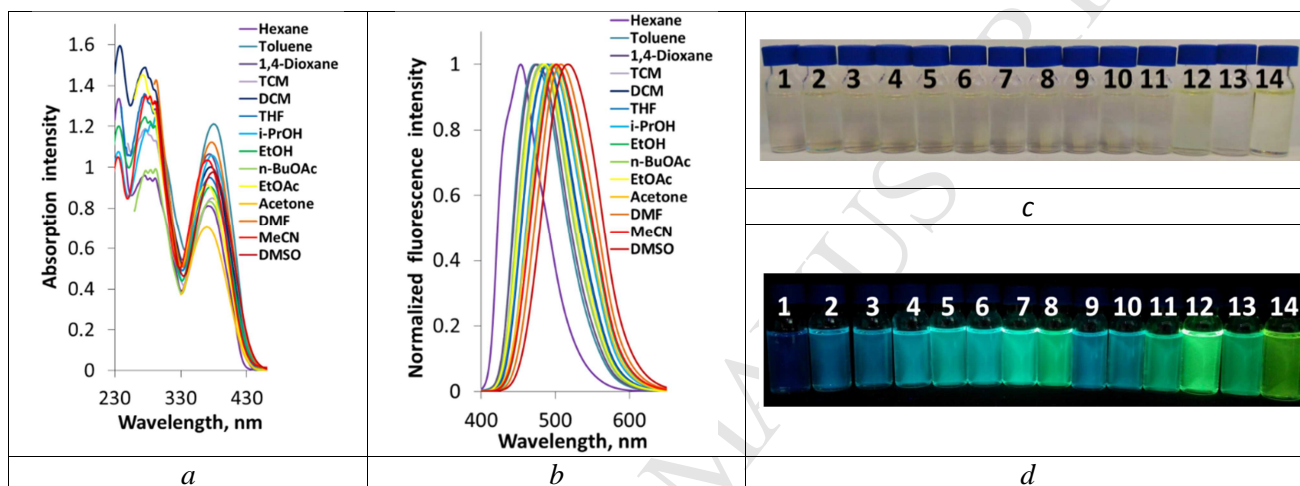 Absorption intensity
1.6
1.4
1.2
1
0.8
0.6
0.4
0.2
0
230 330 430
Wavelength, nm
Hexane
Toluene
1,4-Dioxane
TCM
DCM
THF
i-PrOH
EtOH
n-BuOAc
EtOAc
Acetone
DMF
MeCN
DMSO
a
Normalized fluorescence intensity
1
0.8
0.6
0.4
0.2
0
400 500 600
Wavelength, nm
Hexane
Toluene
1,4-Dioxane
TCM
DCM
THF
i-PrOH
EtOH
n-BuOAc
EtOAc
Acetone
DMF
MeCN
DMSO
b
1 2 3 4 5 6 7 8 9 10 11 12 13 14
c
1 2 3 4 5 6 7 8 9 10 11 12 13 14
d
MANUSCRIPT